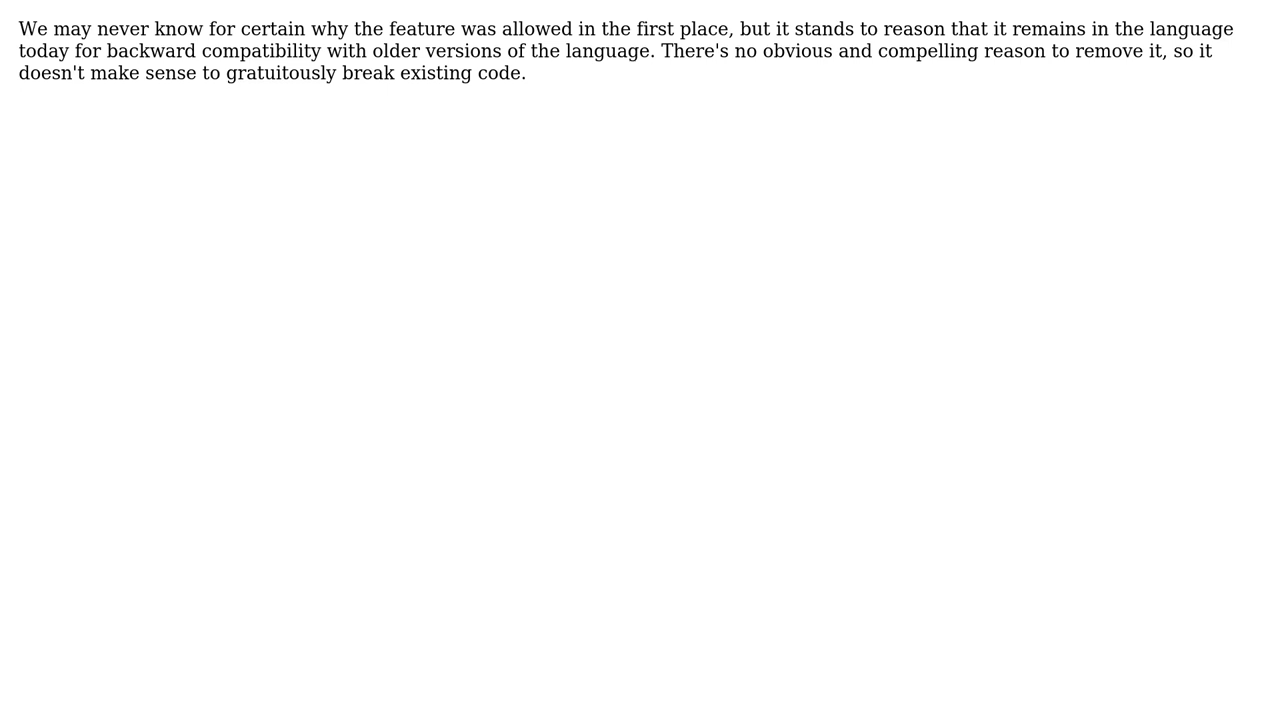 We may never know for certain why the feature was allowed in the first place, but it stands to reason that it remains in the language
today for backward compatibility with older versions of the language. There's no obvious and compelling reason to remove it, so it
doesn't make sense to gratuitously break existing code.